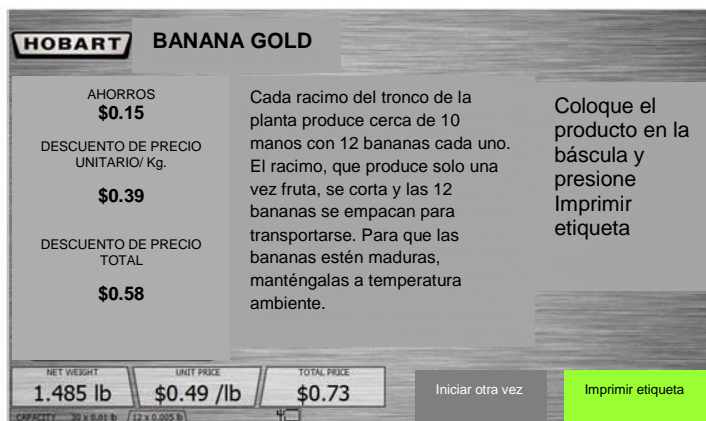 HOBART
BANANA GOLD
AHORROS
$0.15
DESCUENTO DE PRECIO
UNITARIO/ Kg.
$0.39
DESCUENTO DE PRECIO
TOTAL
$0.58
Cada racimo del tronco de la
planta produce cerca de 10
manos con 12 bananas cada uno.
El racimo, que produce solo una
vez fruta, se corta y las 12
bananas se empacan para
transportarse. Para que las
bananas estén maduras,
manténgalas a temperatura
ambiente.
Coloque el
producto en la
báscula y
presione
Imprimir
etiqueta
NET WEIGHT
1.485 lb
UNIT PRICE
$0.49 /lb
TOTAL PRICE
$0.73
Iniciar otra vez
Imprimir etiqueta
CAPACITY 30 x 0.01 lb 12 x 0.005 lb